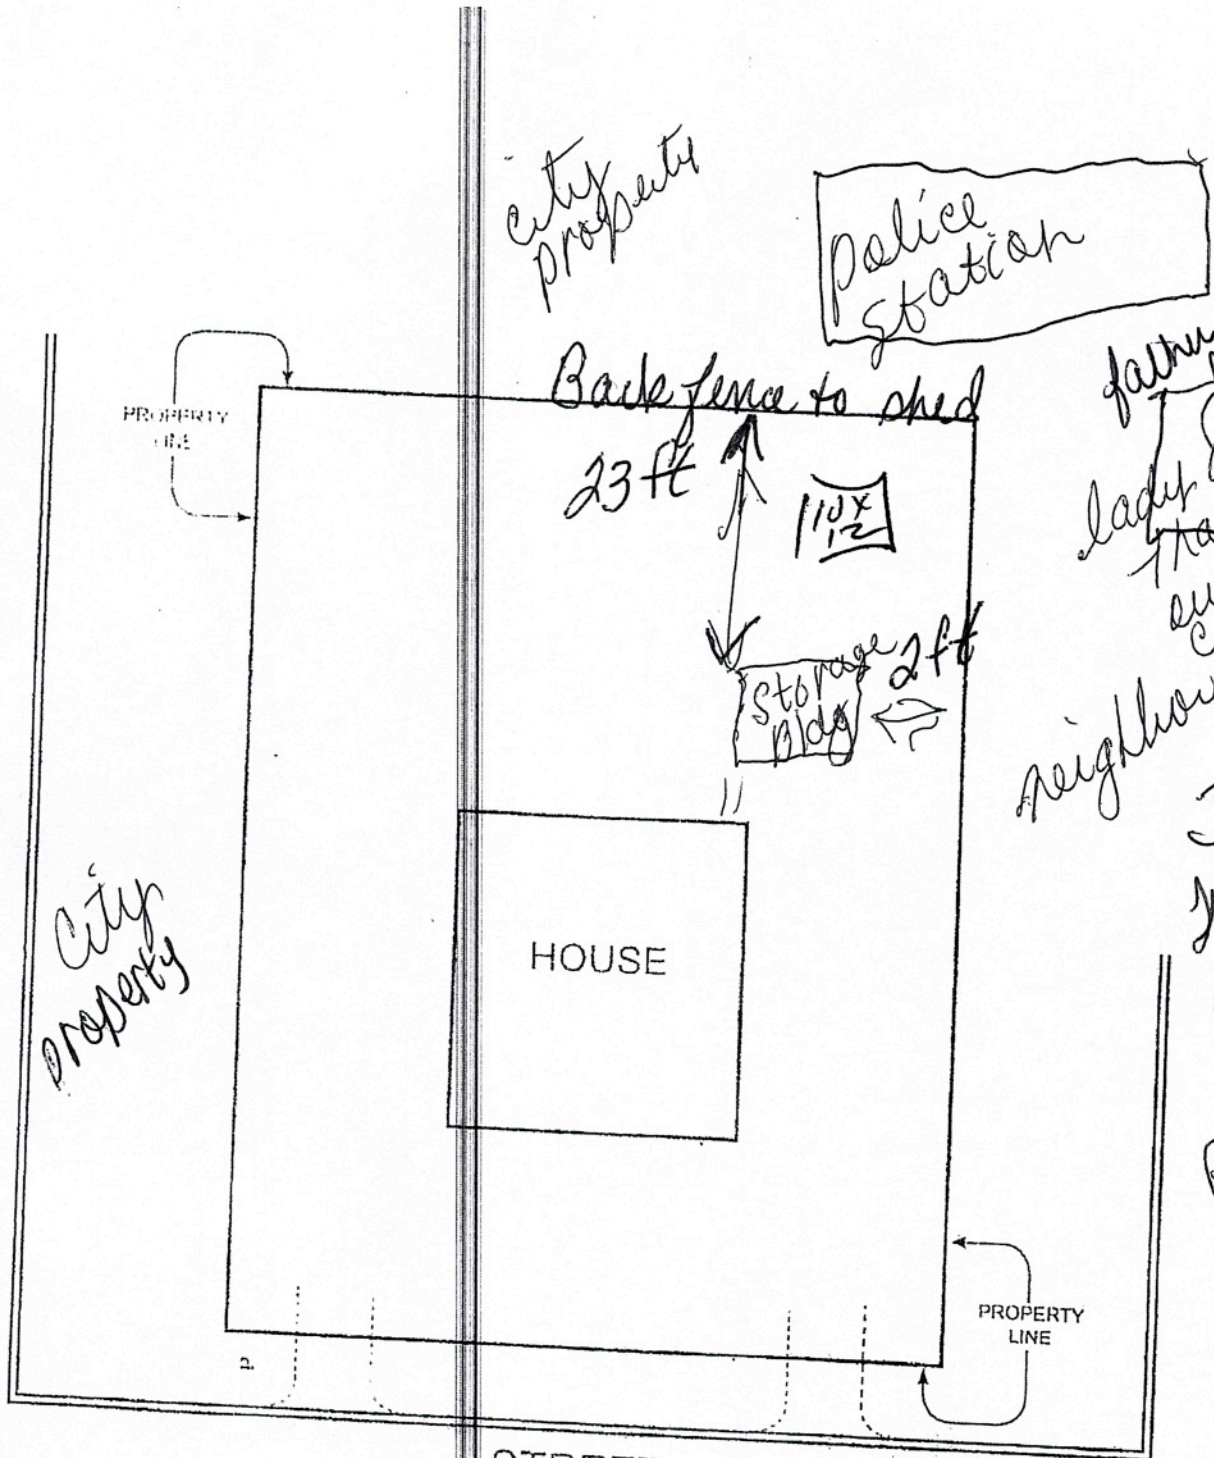 city
property
Police
Station
Back fence to shed
PROPERTY
LINE
23 ft
10 x
12
lady
Storage
bldg
2 ft
City
property
HOUSE
PROPERTY
LINE
2